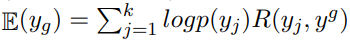 𝔼(y_g) = ∑_{j=1}^{k} logp(y_j)R(y_j, y^g)